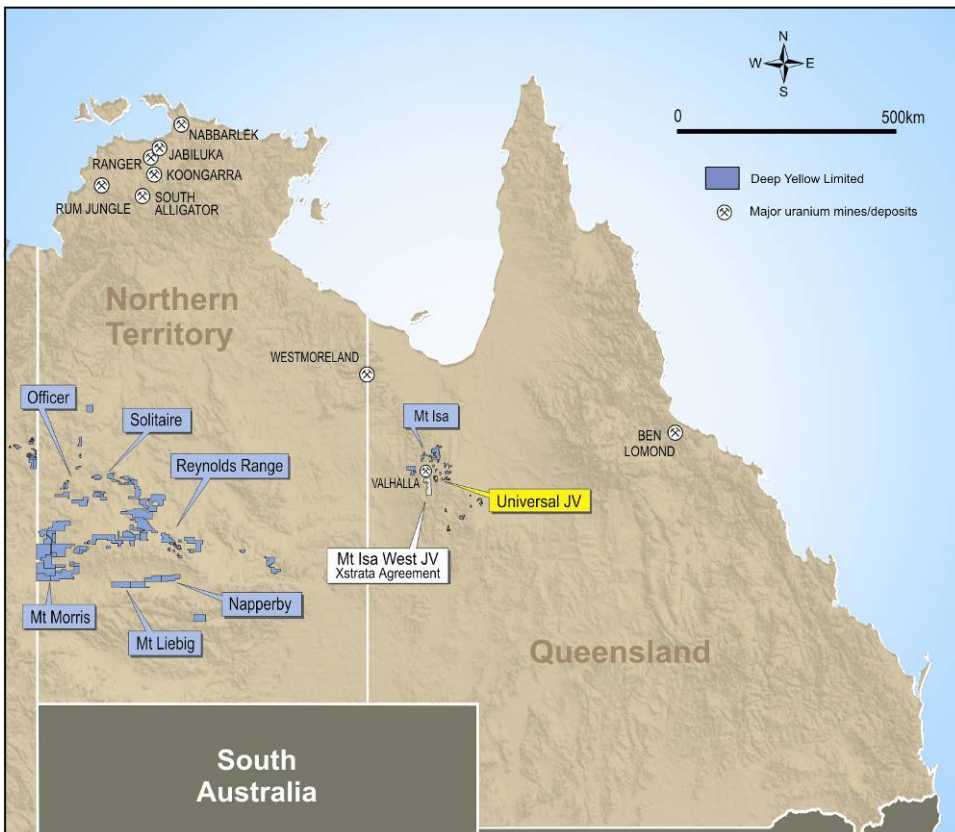 N
W E
S
0 500km
Deep Yellow Limited
Major uranium mines/deposits
NABBARLEK
JABILUKA
RANGER
KOONGARRA
RUM JUNGLE
SOUTH
ALLIGATOR
Northern
Territory
WESTMORELAND
Officer
Solitaire
Mt Isa
Reynolds Range
BEN
LOMOND
VALHALLA
Universal JV
Mt Isa West JV
Xstrata Agreement
Napperby
Mt Morris
Mt Liebig
Queensland
South
Australia